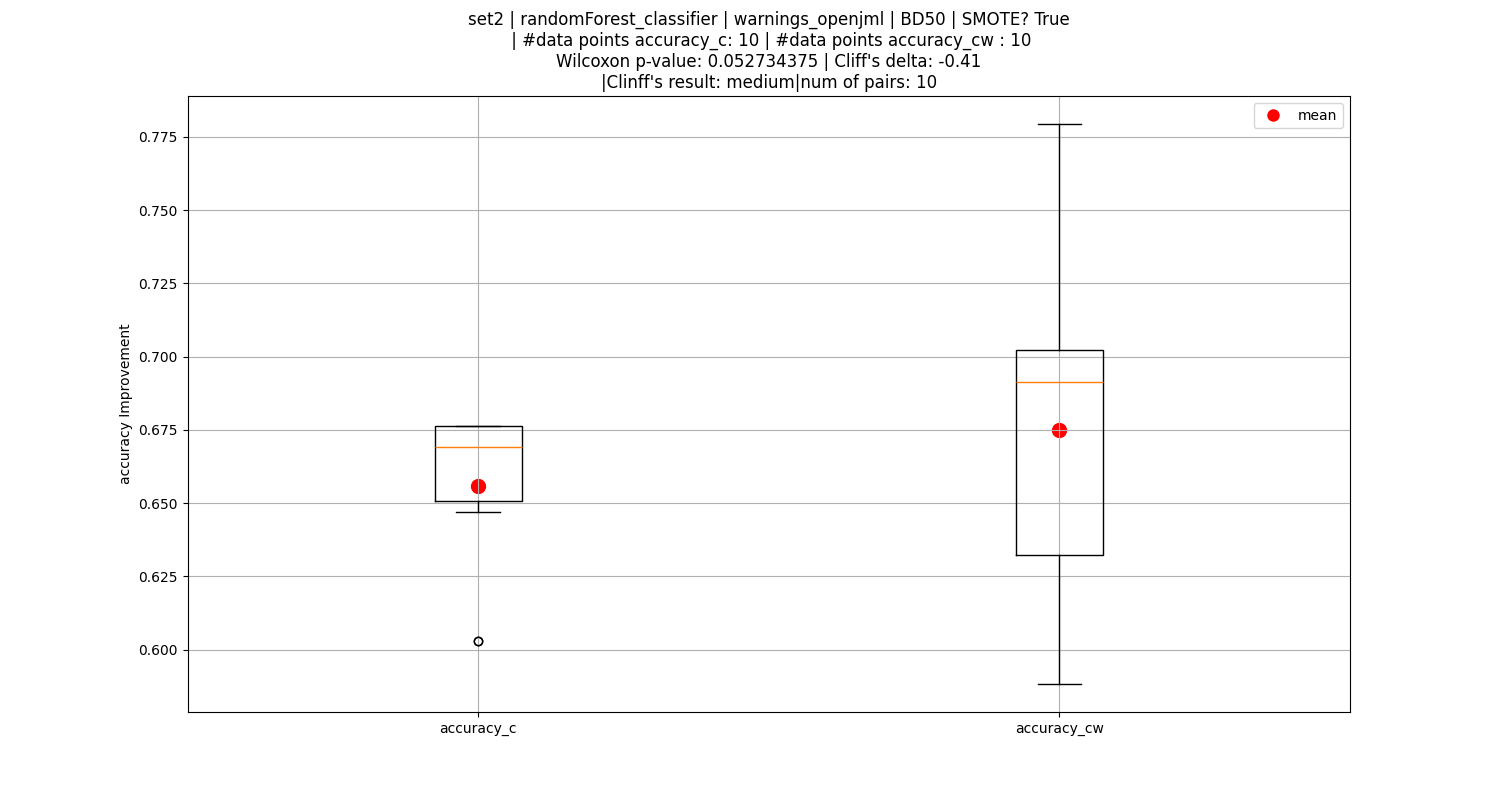 set2 | randomForest_classifier | warnings_openjml | BD50 | SMOTE? True
| #data points accuracy_c: 10 | #data points accuracy_cw : 10
Wilcoxon p-value: 0.052734375 | Cliff's delta: -0.41
|Clinff's result: medium|num of pairs: 10
mean
0.775
0.750
0.725
0.700
0.675
0.650
0.625
0.600
accuracy Improvement
accuracy_c
accuracy_cw